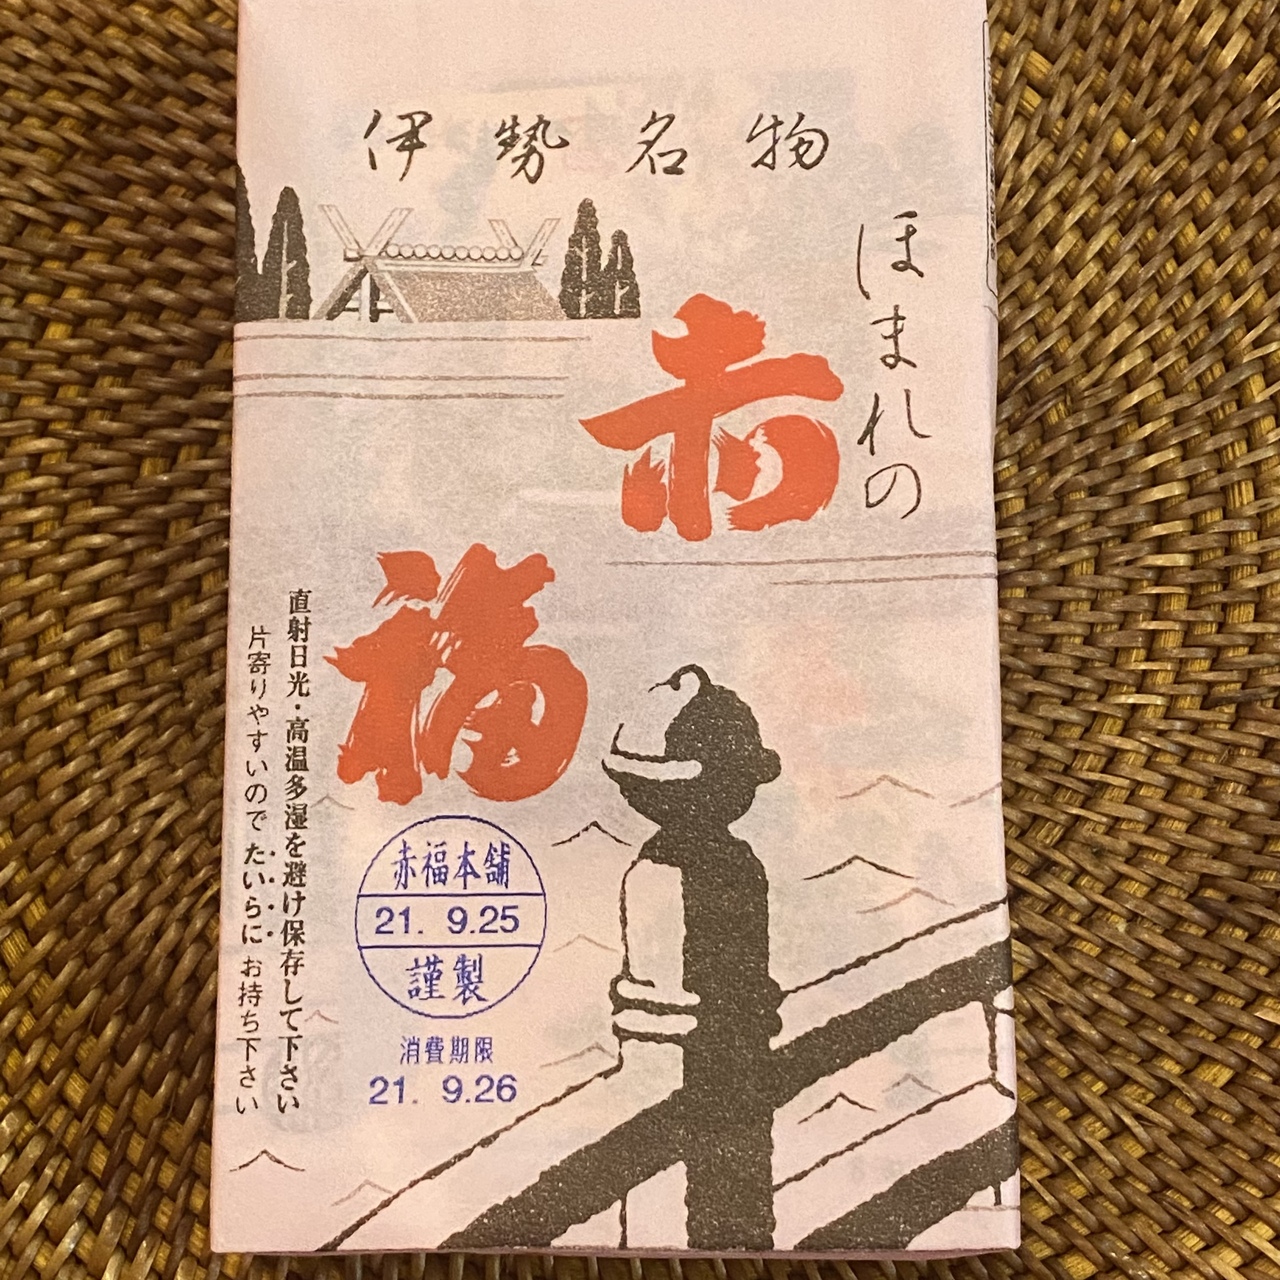 伊勢名物
ほまれの
赤福
直射日光・高温多湿を避け保存して下さい
片寄りやすいのでたいらにお持ち下さい
赤福本舗
21. 9.25
謹製
消費期限
21. 9.26